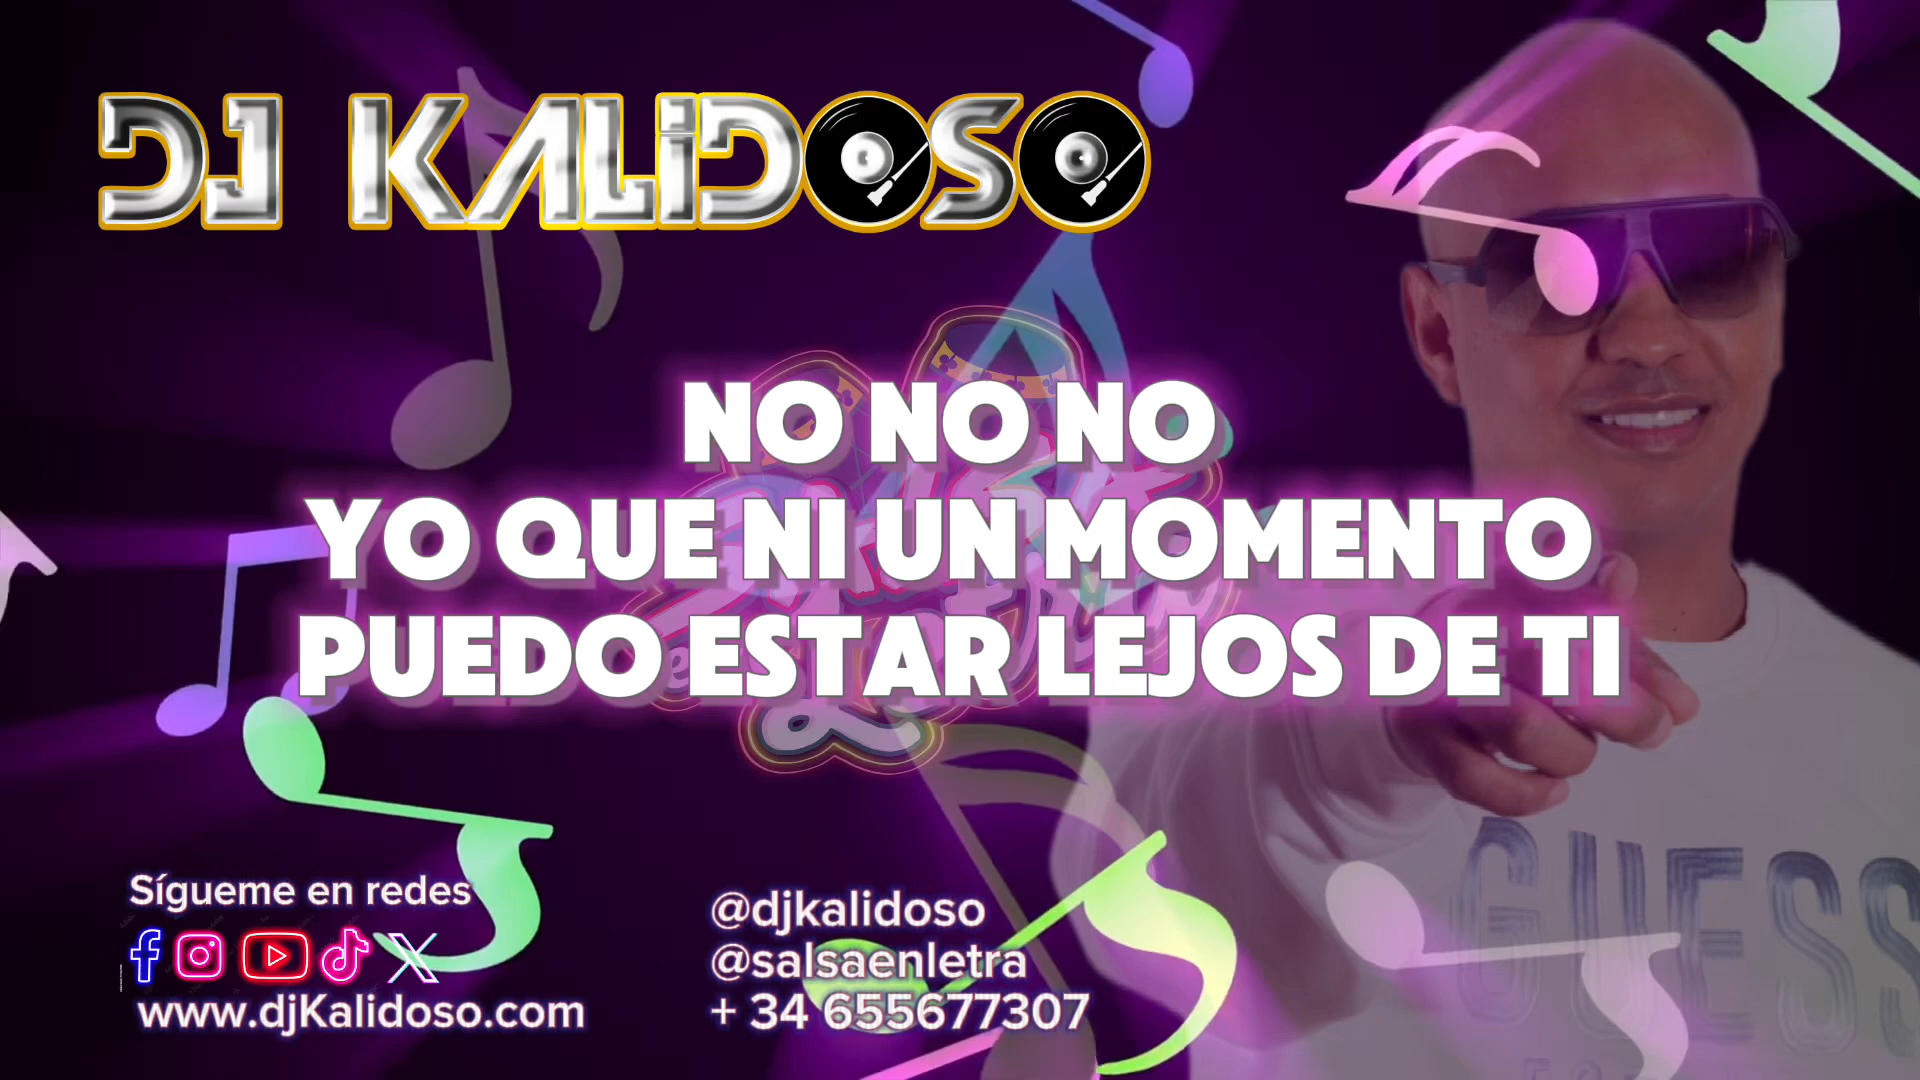 DJ KALIDOSO
NO NO NO
YO QUE NI UN MOMENTO
PUEDO ESTAR LEJOS DE TI
GUESS
Sígueme en redes
www.djKalidoso.com
@djkalidoso
@salsaenletra
+ 34 655677307